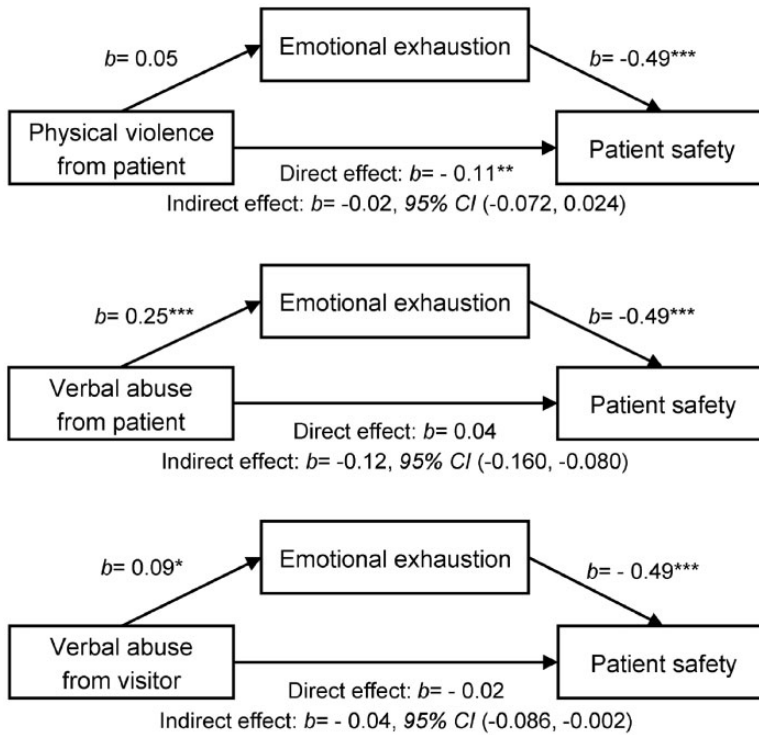 Emotional exhaustion
b= 0.05
b= -0.49***
Physical violence
from patient
Patient safety
Direct effect: b= - 0.11**
Indirect effect: b= -0.02, 95% CI (-0.072, 0.024)
Emotional exhaustion
b= 0.25***
b= -0.49***
Verbal abuse
from patient
Patient safety
Direct effect: b= 0.04
Indirect effect: b= -0.12, 95% CI (-0.160, -0.080)
Emotional exhaustion
b= 0.09*
b= - 0.49***
Verbal abuse
from visitor
Patient safety
Direct effect: b= - 0.02
Indirect effect: b= - 0.04, 95% CI (-0.086, -0.002)